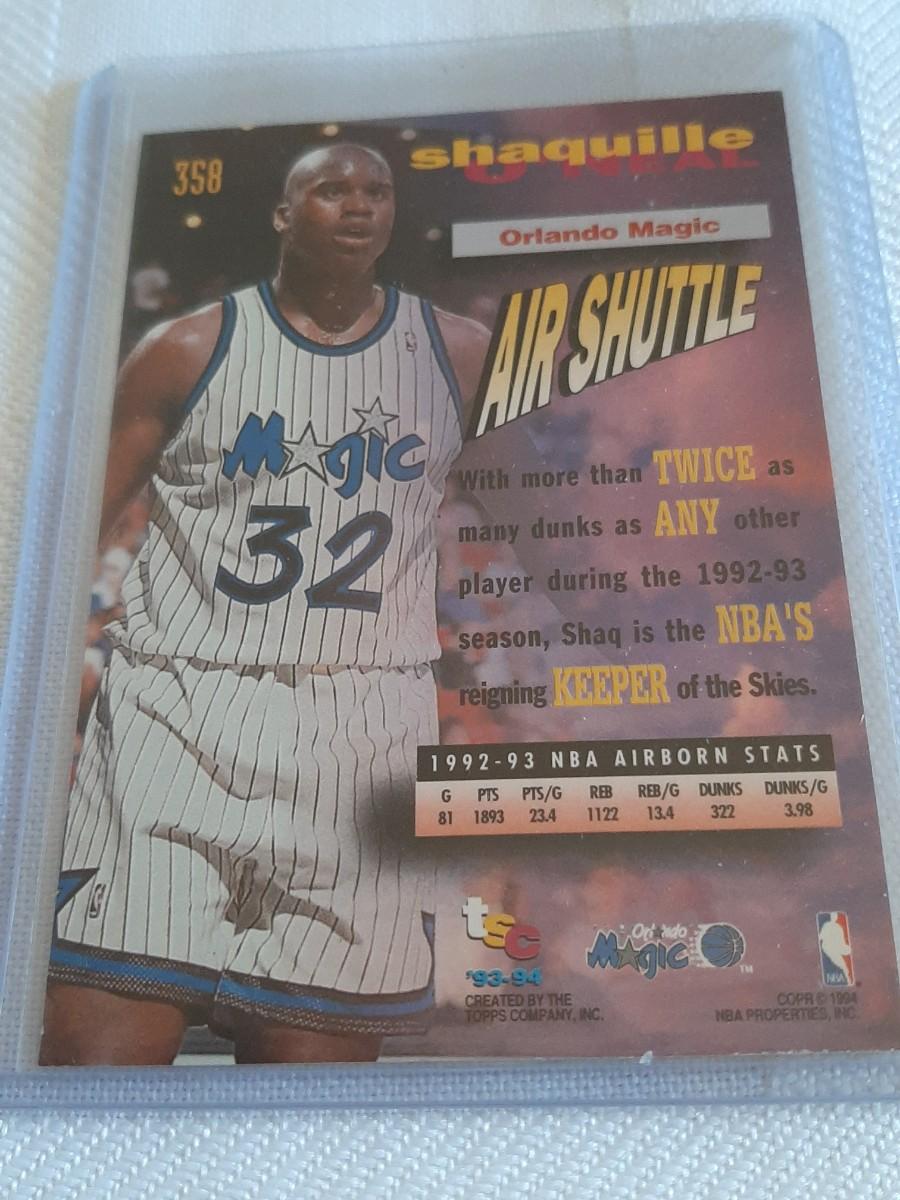 358
shaquille
O'NEAL
Orlando Magic
AIR SHUTTLE
Magic
32
With more than TWICE as
many dunks as ANY other
player during the 1992-93
season, Shaq is the NBA'S
reigning KEEPER of the Skies.
1992-93 NBA AIRBORN STATS
G PTS PTS/G REB REB/G DUNKS DUNKS/G
81 1893 23.4 1122 13.4 322 3.98
tsc
'93-94
CREATED BY THE
TOPPS COMPANY, INC.
Orlando
Magic
TM
NBA
COPR © 1994
NBA PROPERTIES, INC.